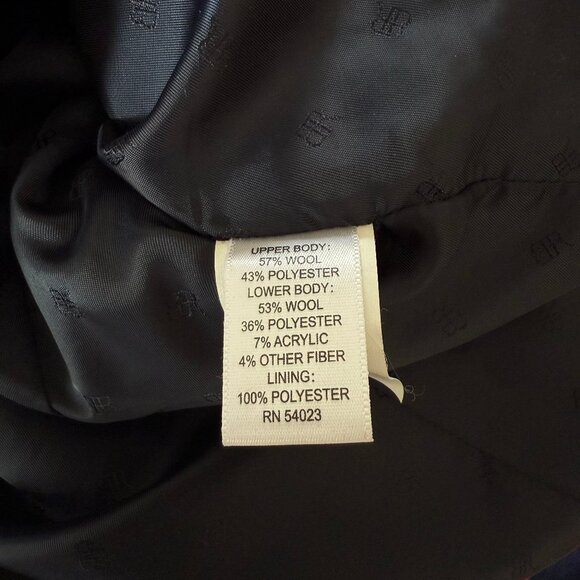 UPPER BODY:
57% WOOL
43% POLYESTER
LOWER BODY:
53% WOOL
36% POLYESTER
7% ACRYLIC
4% OTHER FIBER
LINING:
100% POLYESTER
RN 54023